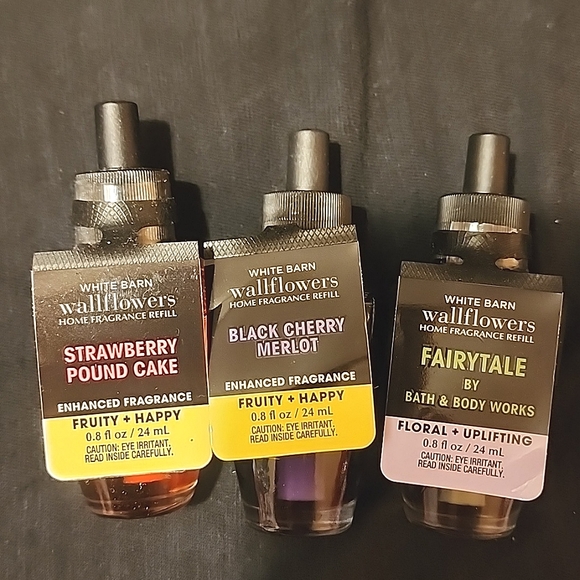 WHITE BARN
wallflowers
HOME FRAGRANCE REFILL
STRAWBERRY
POUND CAKE
ENHANCED FRAGRANCE
FRUITY + HAPPY
0.8 fl oz / 24 mL
CAUTION: EYE IRRITANT.
READ INSIDE CAREFULLY.
WHITE BARN
wallflowers
HOME FRAGRANCE REFILL
BLACK CHERRY
MERLOT
ENHANCED FRAGRANCE
FRUITY + HAPPY
0.8 fl oz / 24 mL
CAUTION: EYE IRRITANT.
READ INSIDE CAREFULLY.
WHITE BARN
wallflowers
HOME FRAGRANCE REFILL
FAIRYTALE
BY
BATH & BODY WORKS
FLORAL + UPLIFTING
0.8 fl oz / 24 mL
CAUTION: EYE IRRITANT.
READ INSIDE CAREFULLY.